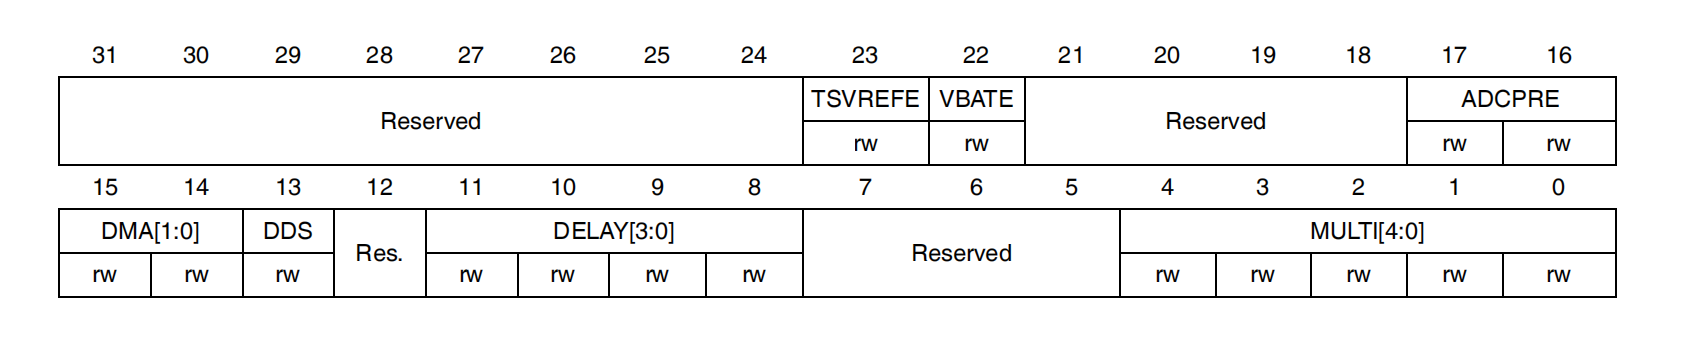 31 30 29 28 27 26 25 24 23 22 21 20 19 18 17 16
Reserved TSVREFE VBATE Reserved ADCPRE
rw rw rw rw
15 14 13 12 11 10 9 8 7 6 5 4 3 2 1 0
DMA[1:0] DDS Res. DELAY[3:0] Reserved MULTI[4:0]
rw rw rw rw rw rw rw rw rw rw rw rw